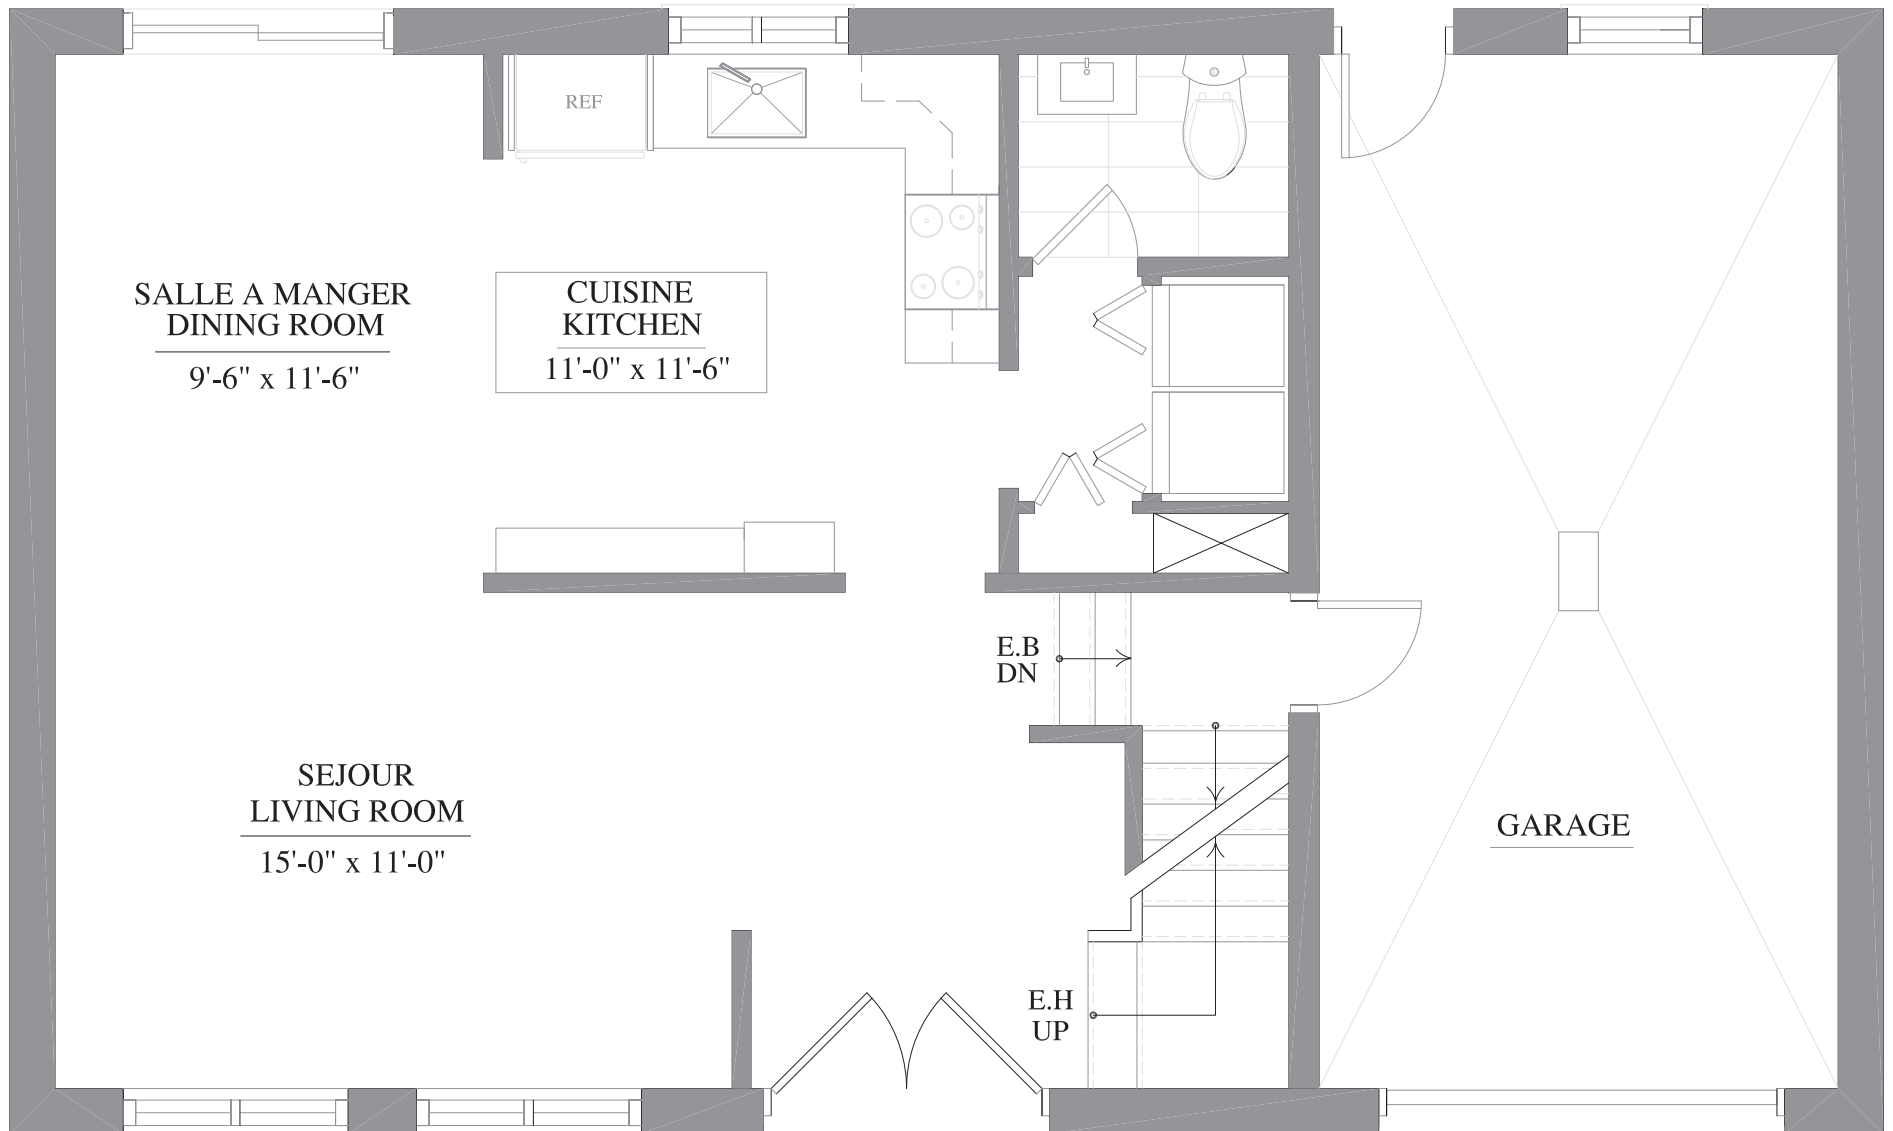 REF
SALLE A MANGER
DINING ROOM
9'-6" x 11'-6"
CUISINE
KITCHEN
11'-0" x 11'-6"
E.B
DN
SEJOUR
LIVING ROOM
15'-0" x 11'-0"
GARAGE
E.H
UP